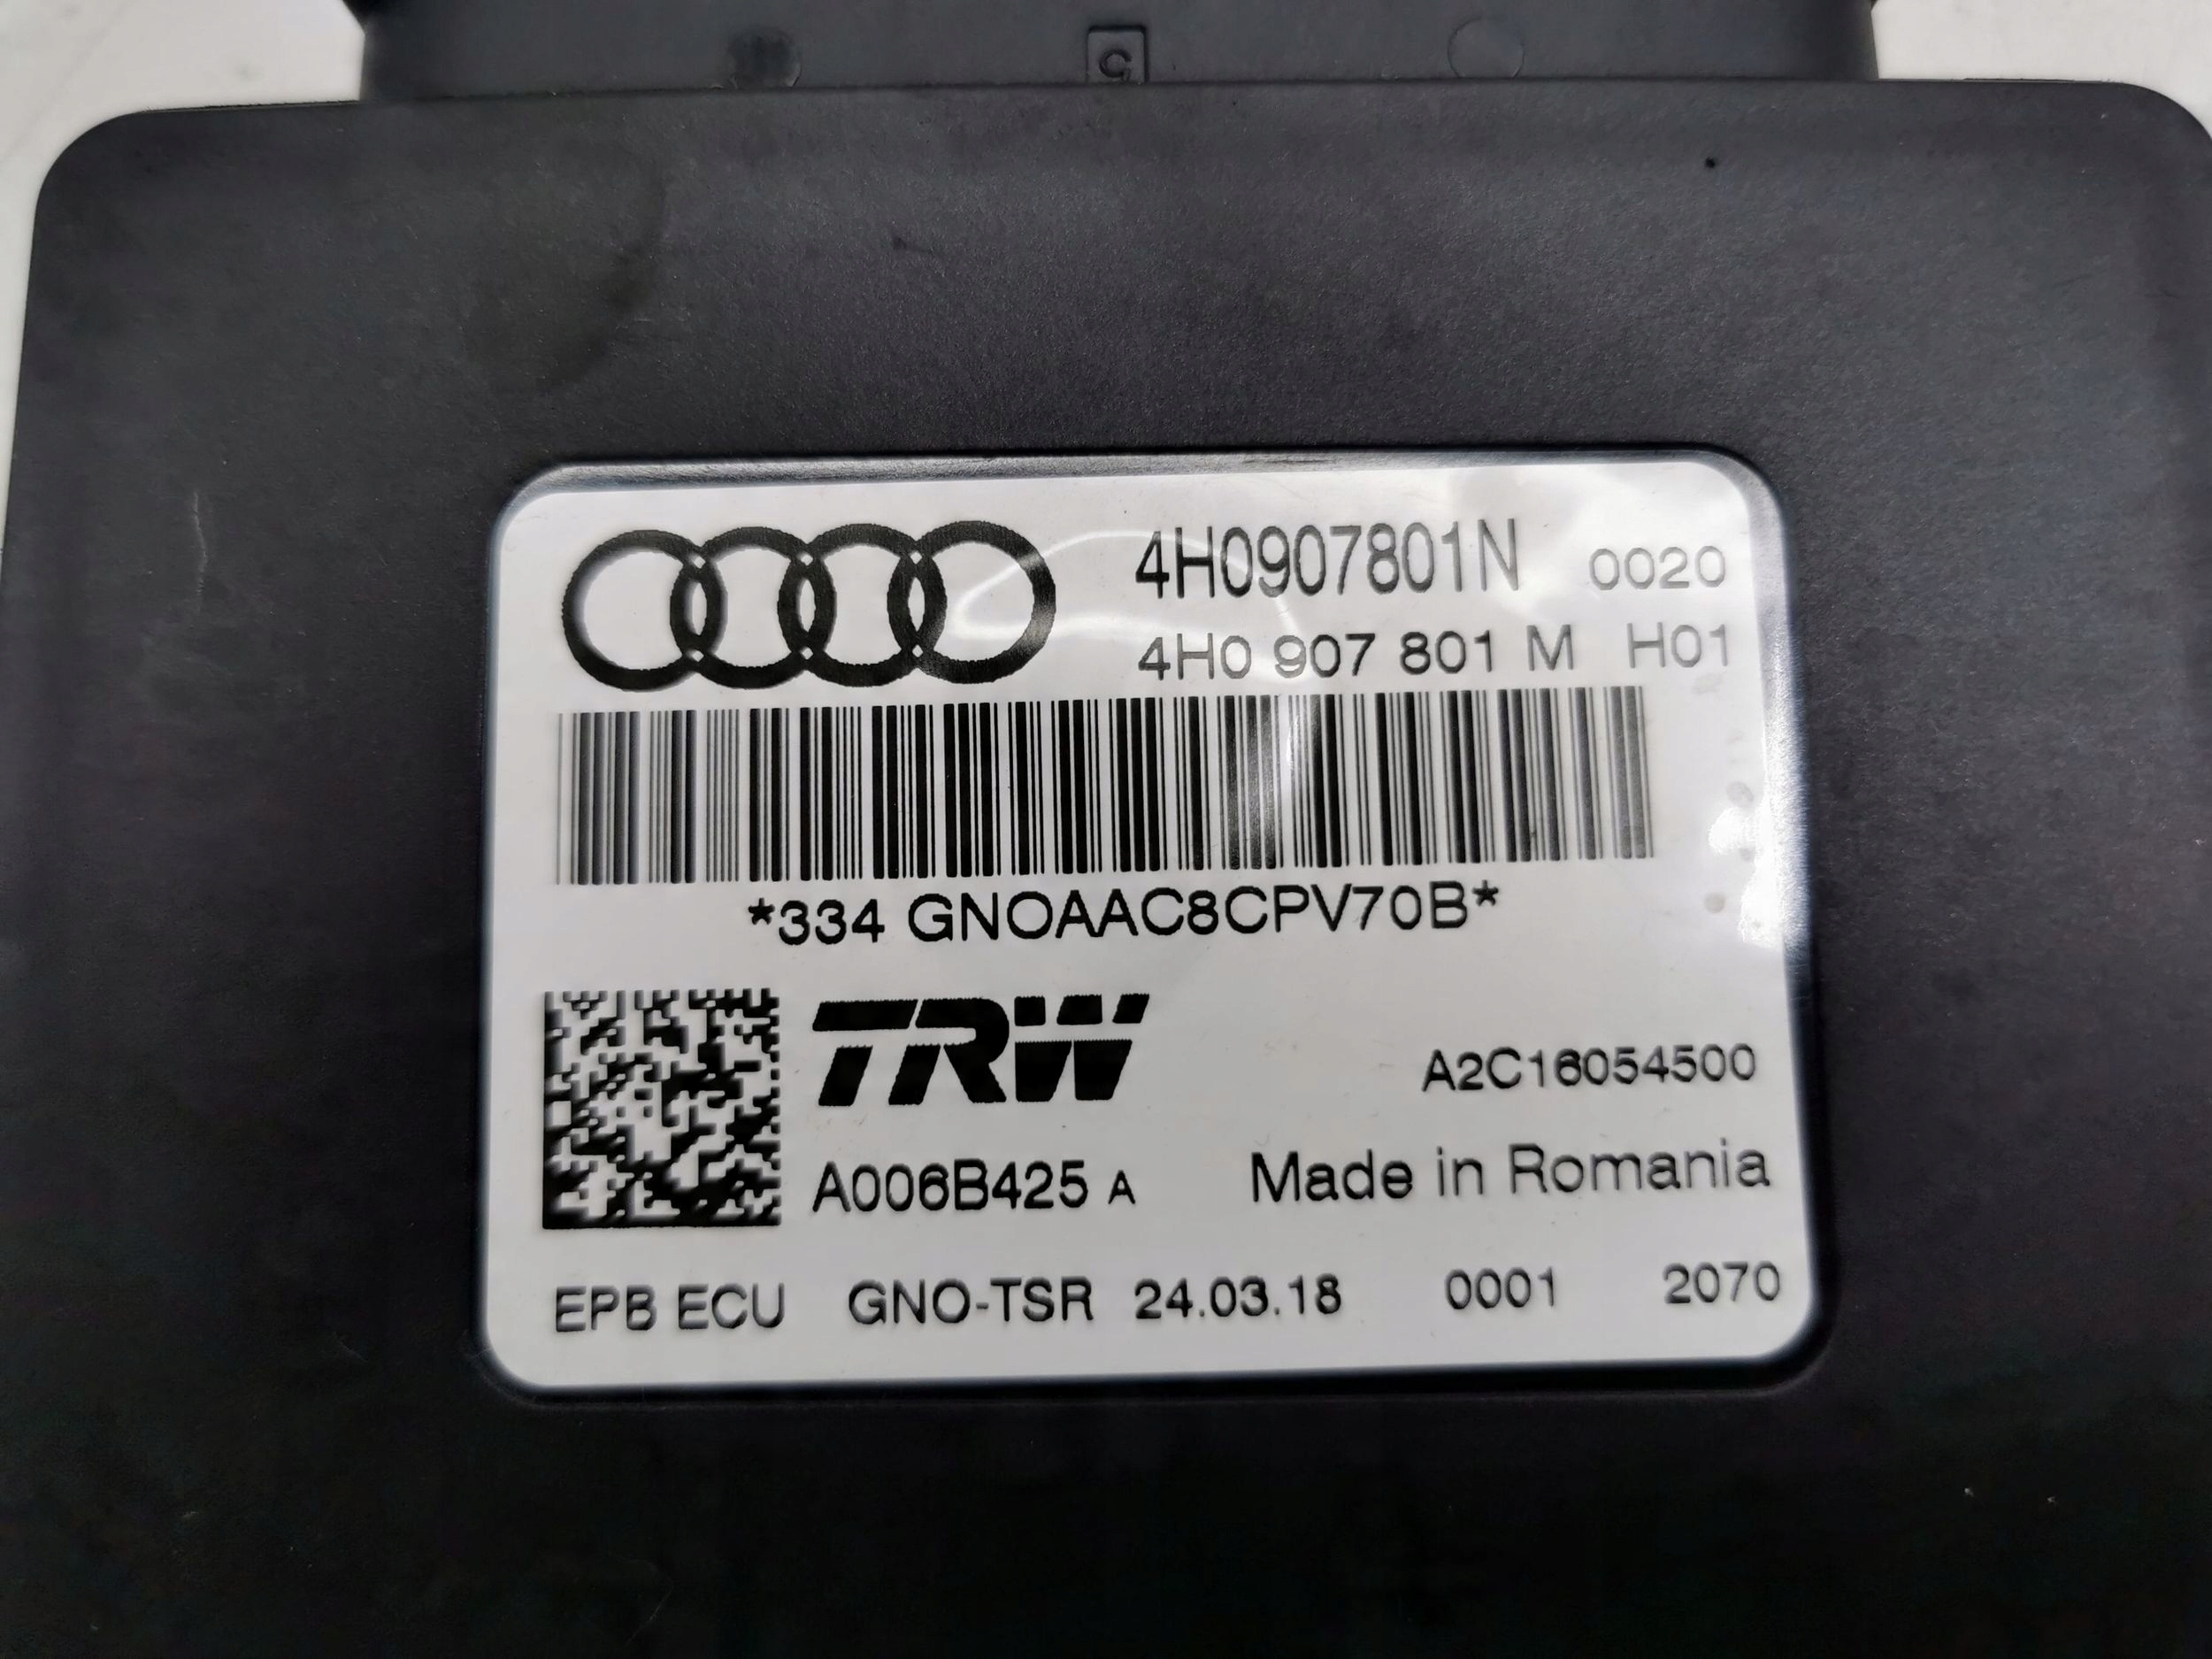 4H0907801N 0020
4H0 907 801 M H01
*334 GNOAAC8CPV70B*
TRW
A2C16054500
A006B425 A
Made in Romania
EPB ECU GNO-TSR 24.03.18 0001 2070